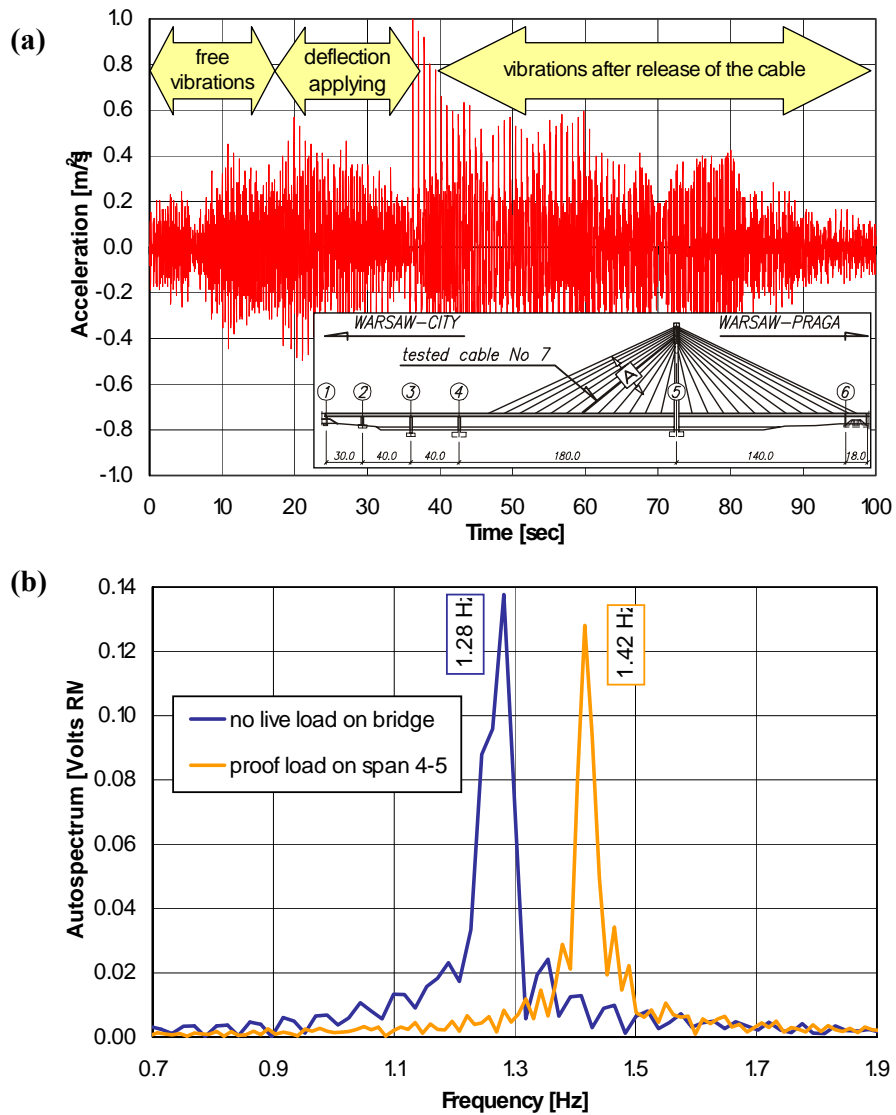 (a)
1.0
0.8
0.6
0.4
0.2
0.0
-0.2
-0.4
-0.6
-0.8
-1.0
Acceleration [m/s²]
free
vibrations
deflection
applying
vibrations after release of the cable
WARSAW-CITY
WARSAW-PRAGA
tested cable No 7
A
1
2
3
4
5
6
30.0
40.0
40.0
180.0
140.0
18.0
0
10
20
30
40
50
60
70
80
90
100
Time [sec]
(b)
0.14
0.12
0.10
0.08
0.06
0.04
0.02
0.00
Autospectrum [Volts RM
1.28 Hz
1.42 Hz
no live load on bridge
proof load on span 4-5
0.7
0.9
1.1
1.3
1.5
1.7
1.9
Frequency [Hz]